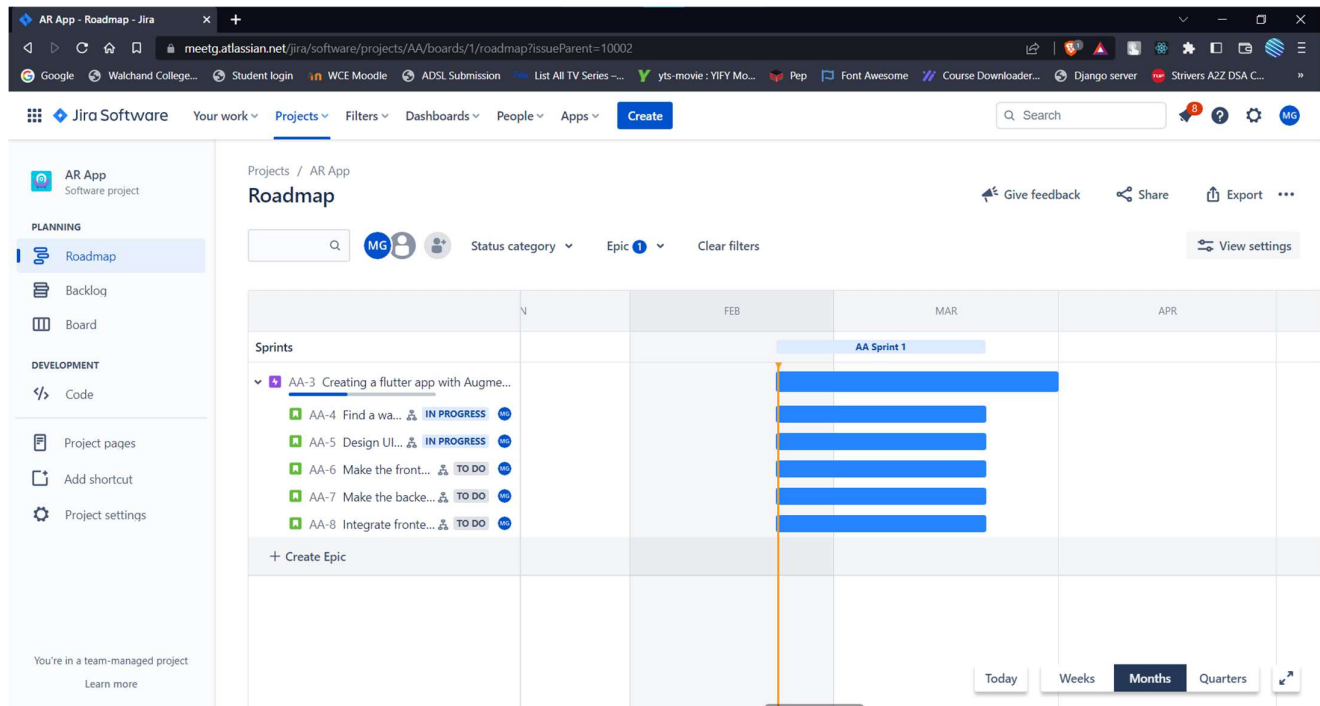 AR App - Roadmap - Jira
meetg.atlassian.net/jira/software/projects/AA/boards/1/roadmap?issueParent=10002
Google Walchand College... Student login WCE Moodle ADSL Submission List All TV Series –... yts-movie : YIFY Mo... Pep Font Awesome Course Downloader... Django server Strivers A2Z DSA C... »
Jira Software Your work Projects Filters Dashboards People Apps Create Search 8 MG
AR App
Software project
PLANNING
Roadmap
Backlog
Board
DEVELOPMENT
Code
Project pages
Add shortcut
Project settings
You're in a team-managed project
Learn more
Projects / AR App
Roadmap
Give feedback Share Export
MG Status category Epic 1 Clear filters View settings
N FEB MAR APR
Sprints AA Sprint 1
AA-3 Creating a flutter app with Augme...
AA-4 Find a wa... IN PROGRESS MG
AA-5 Design UI... IN PROGRESS MG
AA-6 Make the front... TO DO MG
AA-7 Make the backe... TO DO MG
AA-8 Integrate fronte... TO DO MG
+ Create Epic
Today Weeks Months Quarters